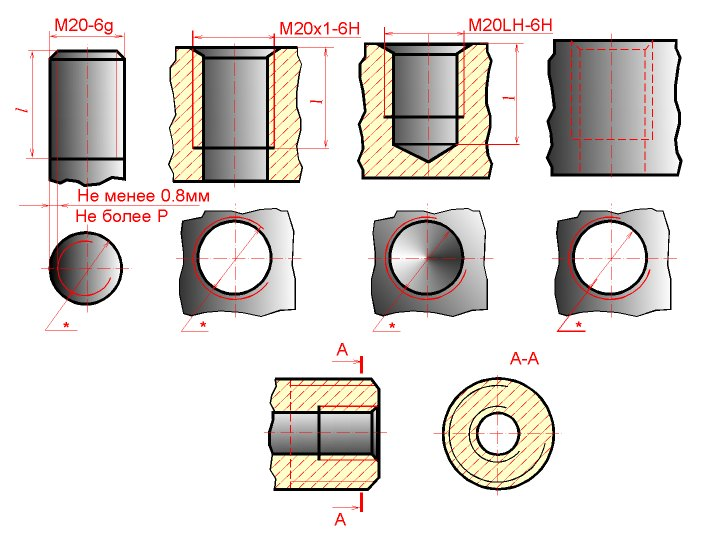 M20-6g
M20x1-6H
M20LH-6H
l
l
l
Не менее 0.8мм
Не более P
*
*
*
*
A
A-A
A